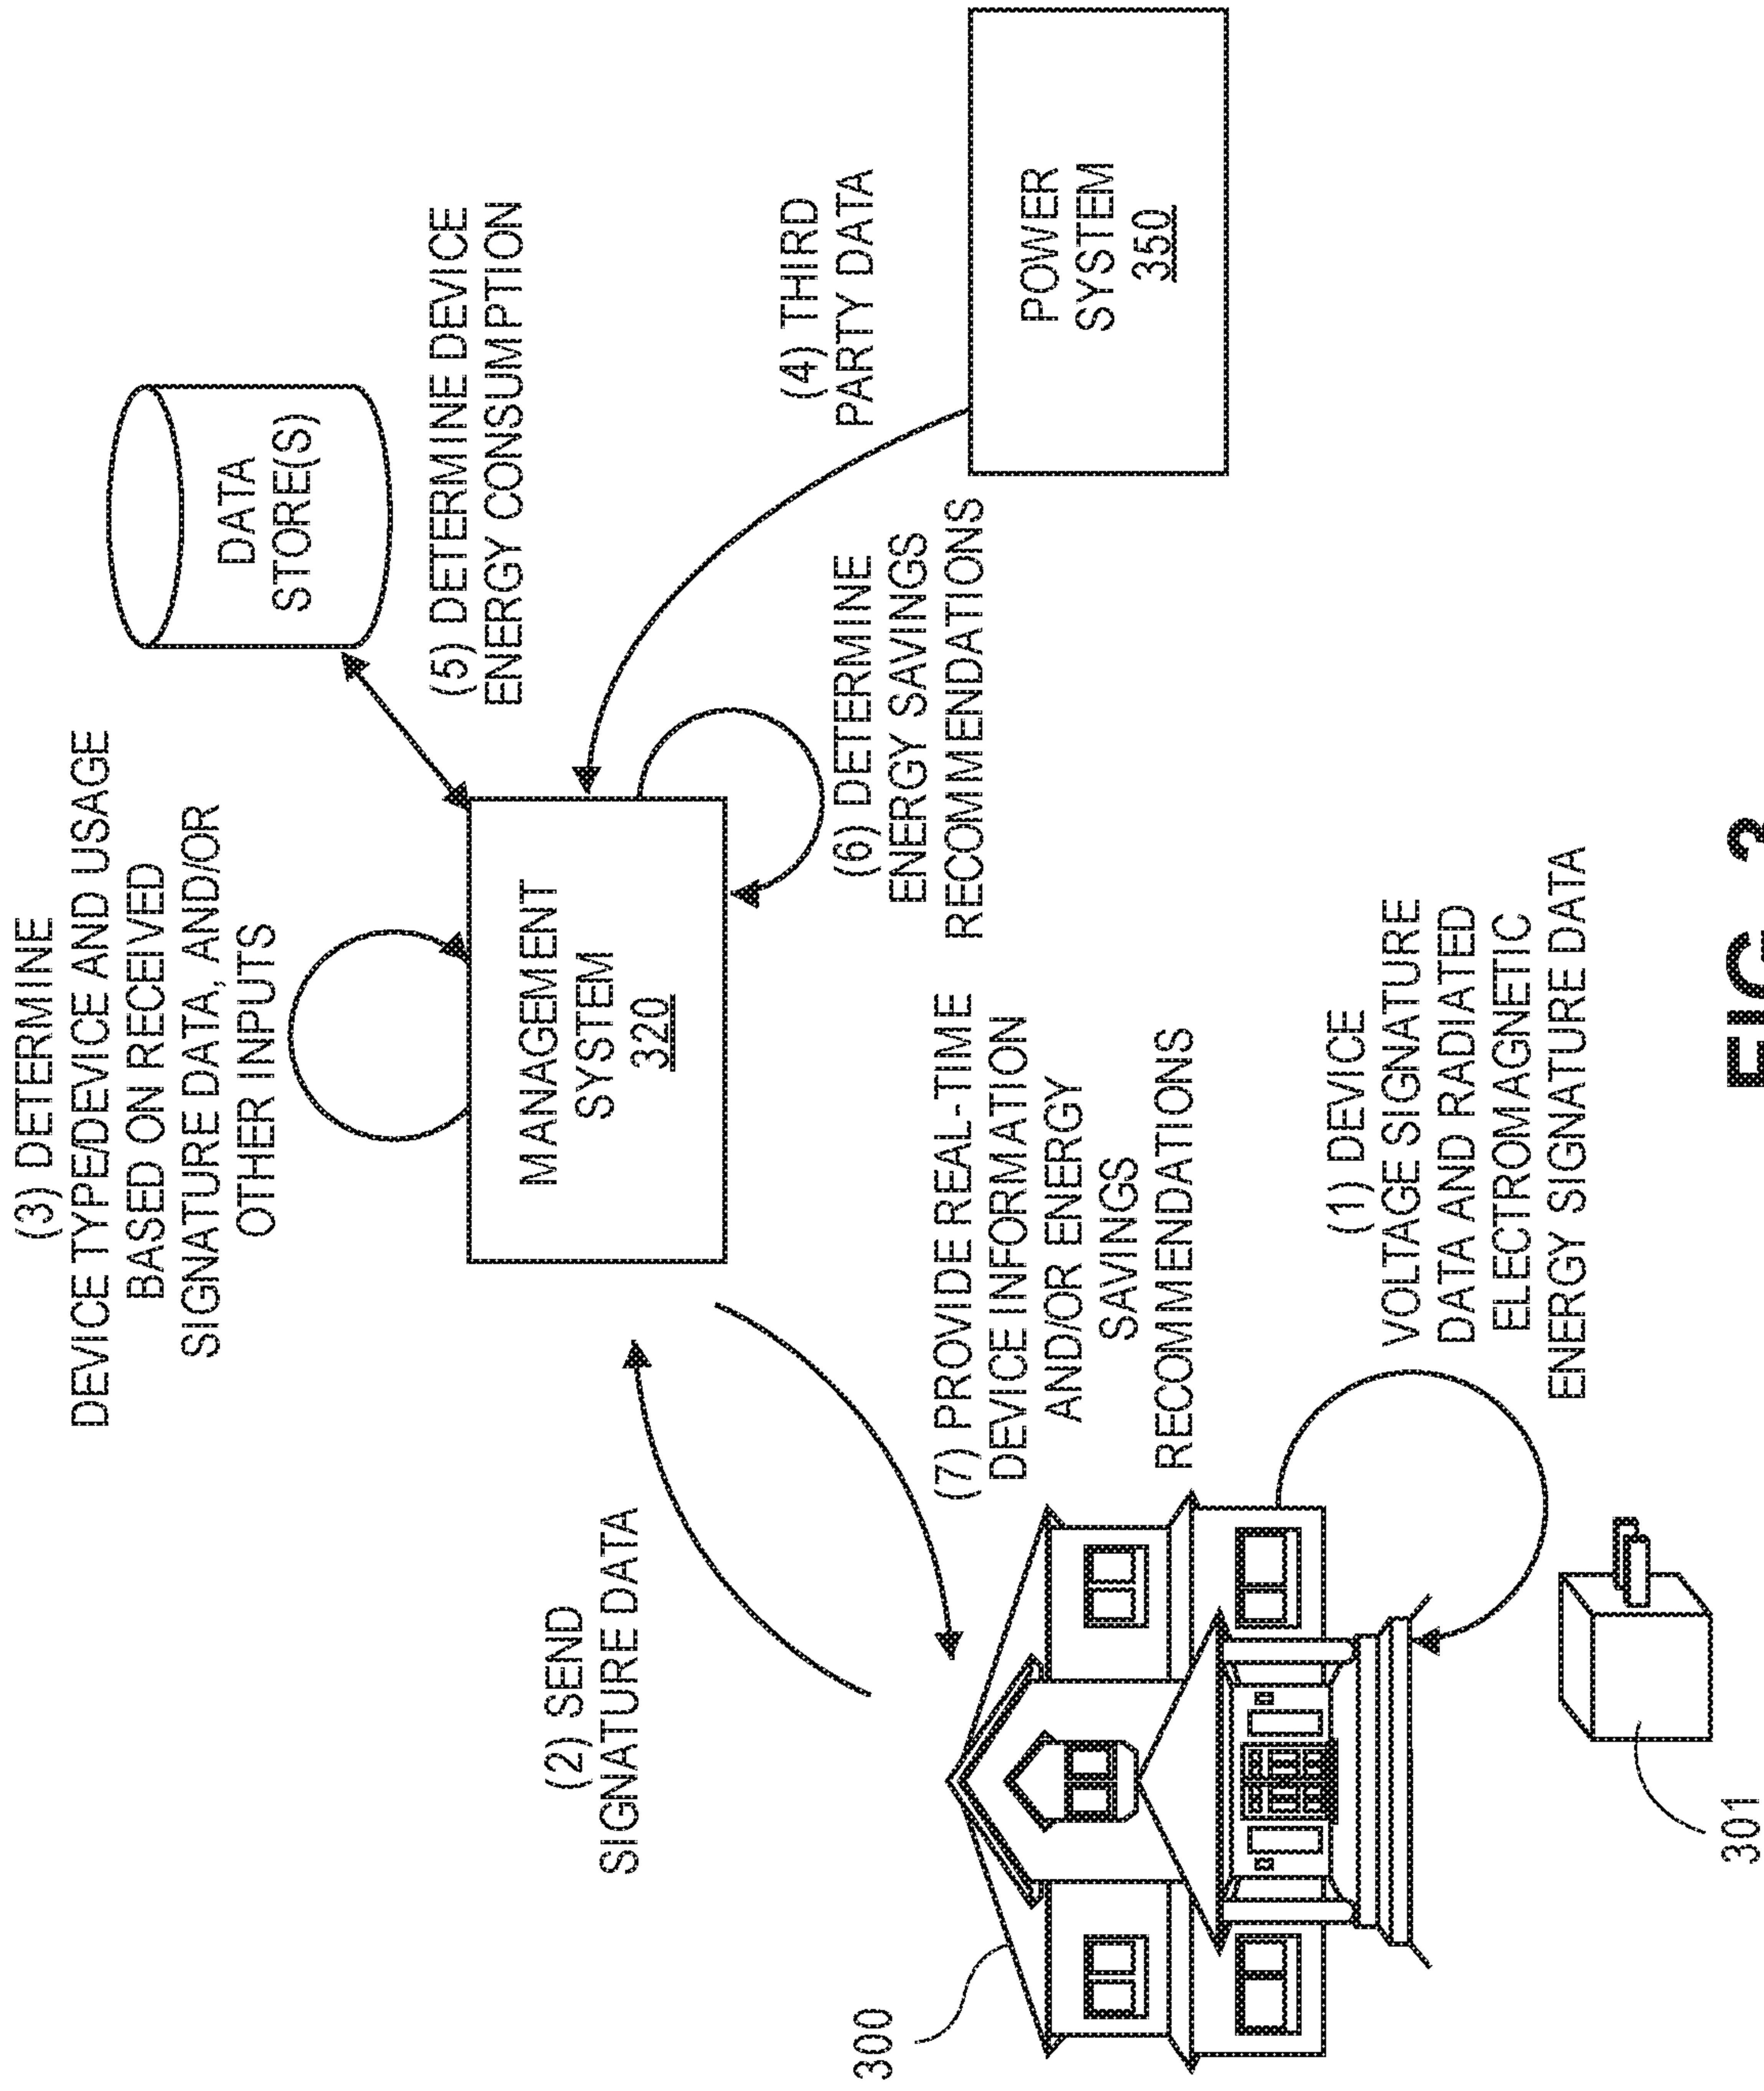 (3) DETERMINE
DEVICE TYPE/DEVICE AND USAGE
BASED ON RECEIVED
SIGNATURE DATA, AND/OR
OTHER INPUTS
DATA
STORE(S)
(5) DETERMINE DEVICE
ENERGY CONSUMPTION
MANAGEMENT
SYSTEM
320
(2) SEND
SIGNATURE DATA
(4) THIRD
PARTY DATA
(6) DETERMINE
ENERGY SAVINGS
RECOMMENDATIONS
POWER
SYSTEM
350
(7) PROVIDE REAL-TIME
DEVICE INFORMATION
AND/OR ENERGY
SAVINGS
RECOMMENDATIONS
300
(1) DEVICE
VOLTAGE SIGNATURE
DATA AND RADIATED
ELECTROMAGNETIC
ENERGY SIGNATURE DATA
301
FIG. 3